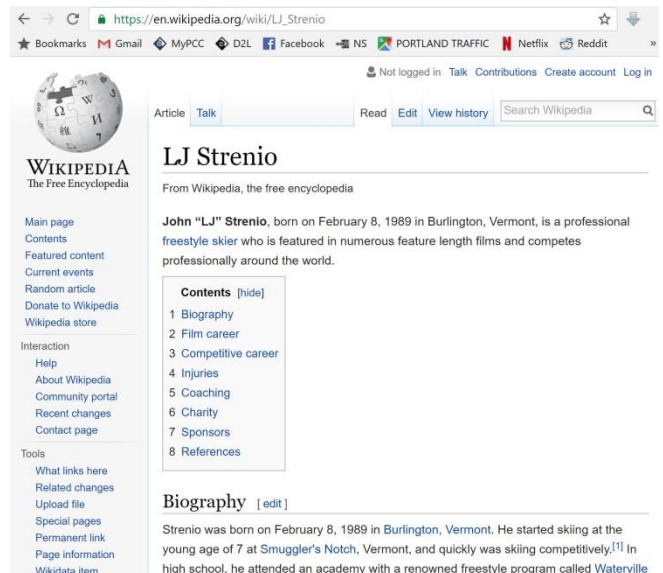 https://en.wikipedia.org/wiki/LJ_Strenio
Bookmarks Gmail MyPCC D2L Facebook NS PORTLAND TRAFFIC Netflix Reddit »
Not logged in Talk Contributions Create account Log in
Article Talk Read Edit View history Search Wikipedia
WIKIPEDIA
The Free Encyclopedia
Main page
Contents
Featured content
Current events
Random article
Donate to Wikipedia
Wikipedia store
Interaction
Help
About Wikipedia
Community portal
Recent changes
Contact page
Tools
What links here
Related changes
Upload file
Special pages
Permanent link
Page information
Wikidata item
LJ Strenio
From Wikipedia, the free encyclopedia
John “LJ” Strenio, born on February 8, 1989 in Burlington, Vermont, is a professional
freestyle skier who is featured in numerous feature length films and competes
professionally around the world.
Contents [hide]
1 Biography
2 Film career
3 Competitive career
4 Injuries
5 Coaching
6 Charity
7 Sponsors
8 References
Biography [ edit ]
Strenio was born on February 8, 1989 in Burlington, Vermont. He started skiing at the
young age of 7 at Smuggler's Notch, Vermont, and quickly was skiing competitively.[1] In
high school, he attended an academy with a renowned freestyle program called Waterville